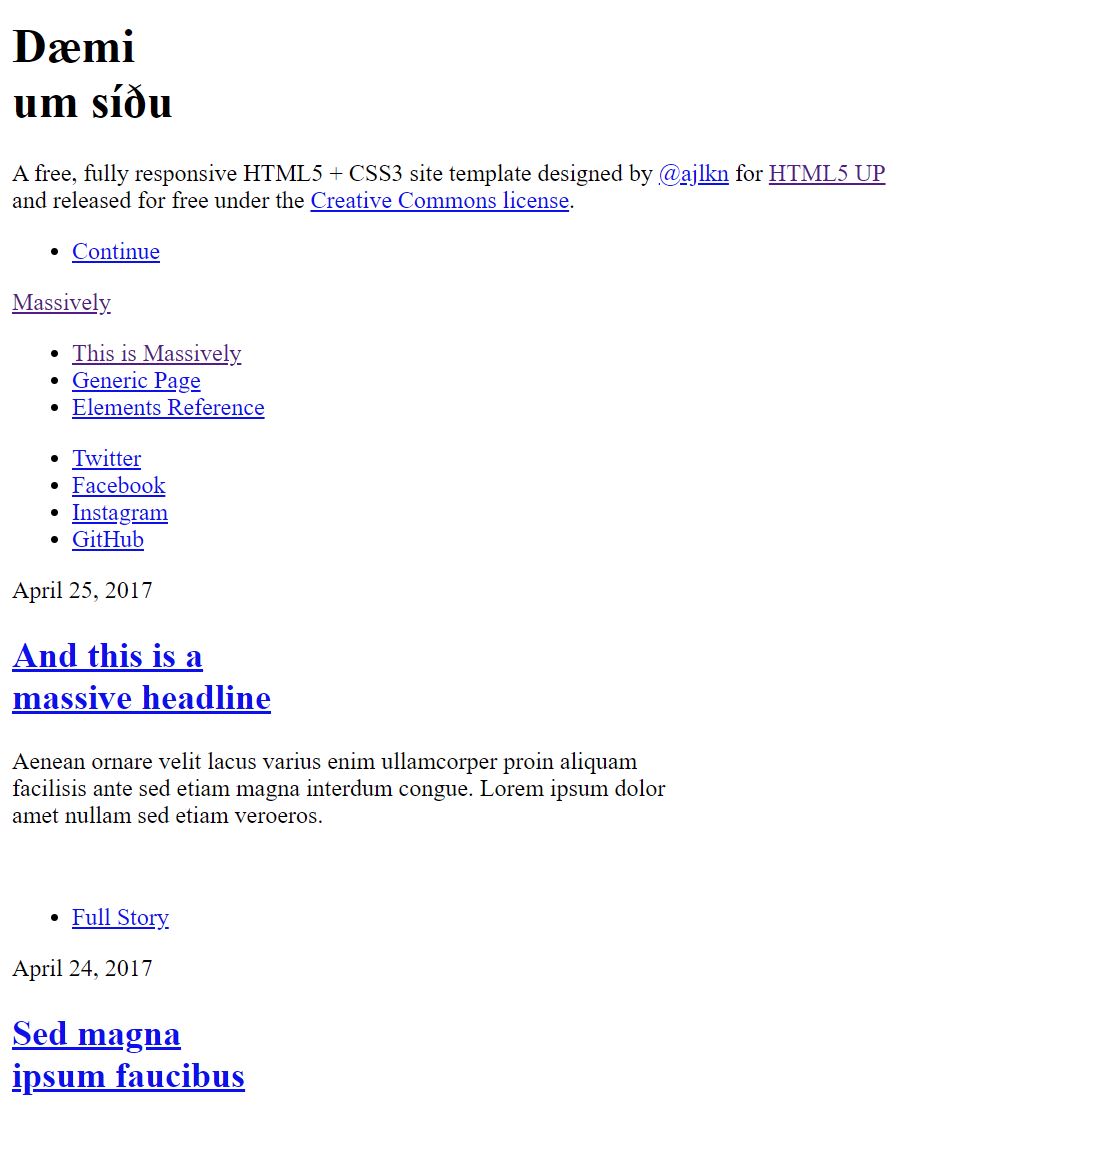 Dæmi
um síðu
A free, fully responsive HTML5 + CSS3 site template designed by @ajlkn for HTML5 UP
and released for free under the Creative Commons license.
Continue
Massively
This is Massively
Generic Page
Elements Reference
Twitter
Facebook
Instagram
GitHub
April 25, 2017
And this is a
massive headline
Aenean ornare velit lacus varius enim ullamcorper proin aliquam
facilisis ante sed etiam magna interdum congue. Lorem ipsum dolor
amet nullam sed etiam veroeros.
Full Story
April 24, 2017
Sed magna
ipsum faucibus